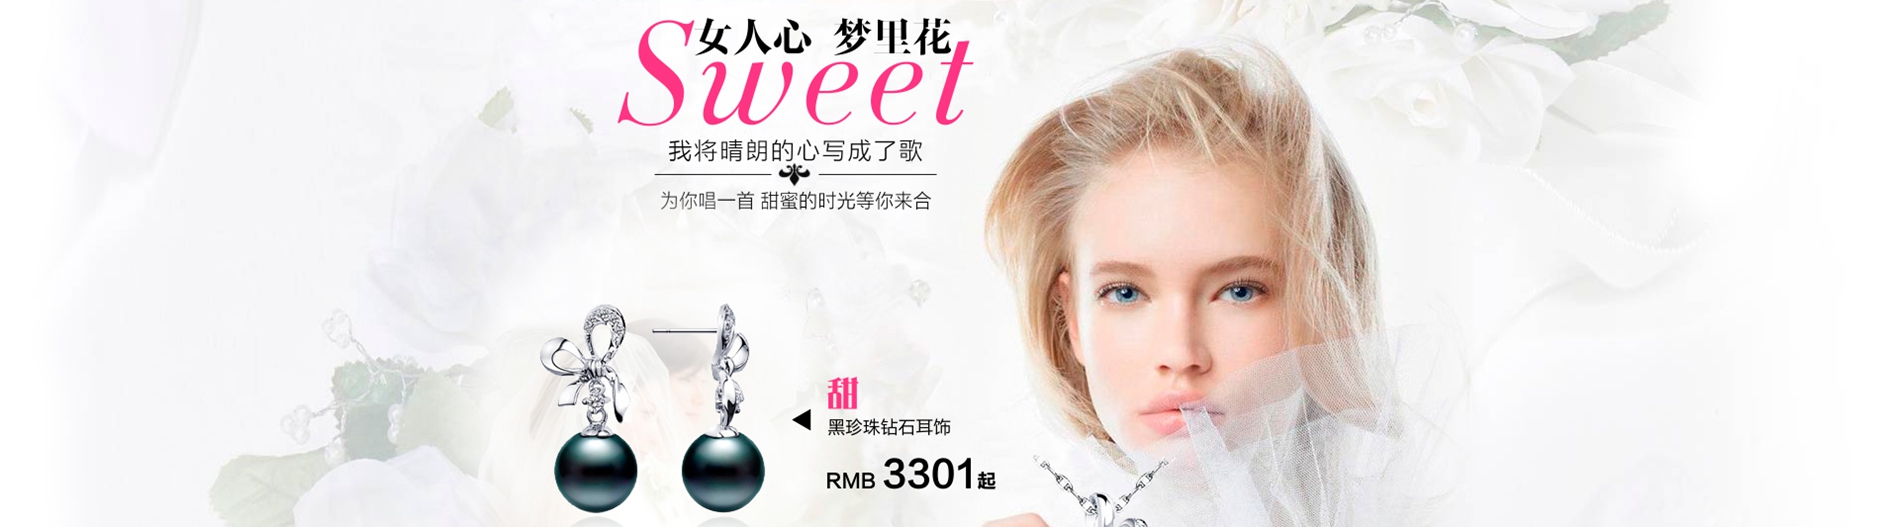 女人心 梦里花
Sweet
我将晴朗的心写成了歌
为你唱一首 甜蜜的时光等你来合
甜
黑珍珠钻石耳饰
RMB 3301起